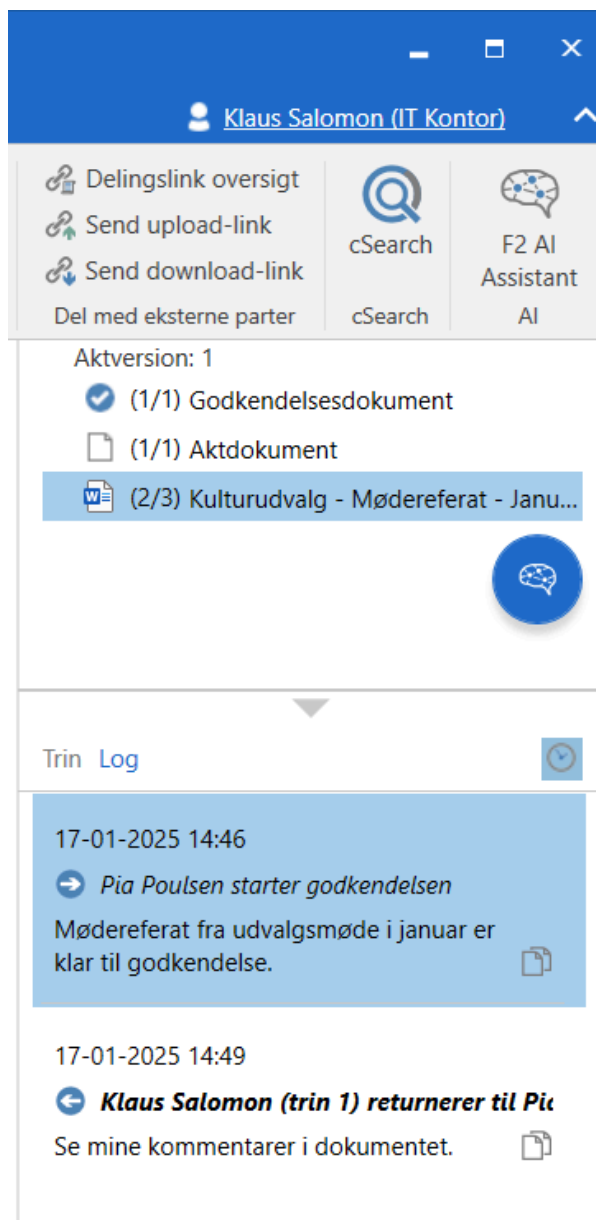 Klaus Salomon (IT Kontor)
Delingslink oversigt
Send upload-link
Send download-link
Del med eksterne parter
cSearch
cSearch
F2 AI
Assistant
AI
Aktversion: 1
(1/1) Godkendelsesdokument
(1/1) Aktdokument
(2/3) Kulturudvalg - Mødereferat - Janu...
Trin Log
17-01-2025 14:46
Pia Poulsen starter godkendelsen
Mødereferat fra udvalgsmøde i januar er
klar til godkendelse.
17-01-2025 14:49
Klaus Salomon (trin 1) returnerer til
Se mine kommentarer i dokumentet.